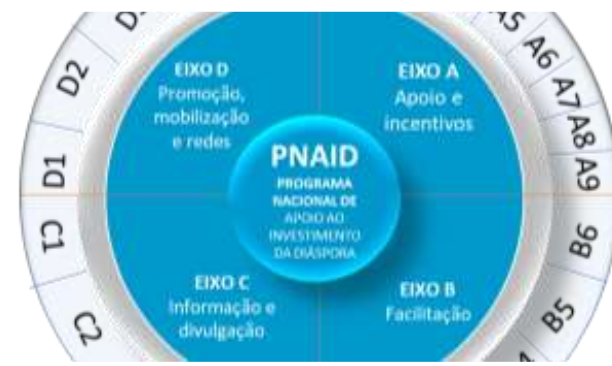 D2
D1
C1
C2
EIXO D
Promoção,
mobilização
e redes
EIXO A
Apoio e
incentivos
PNAID
PROGRAMA
NACIONAL DE
APOIO AO
INVESTIMENTO
DA DIÁSPORA
EIXO C
Informação e
divulgação
EIXO B
Facilitação
A5
A6
A7
A8
A9
B6
B5